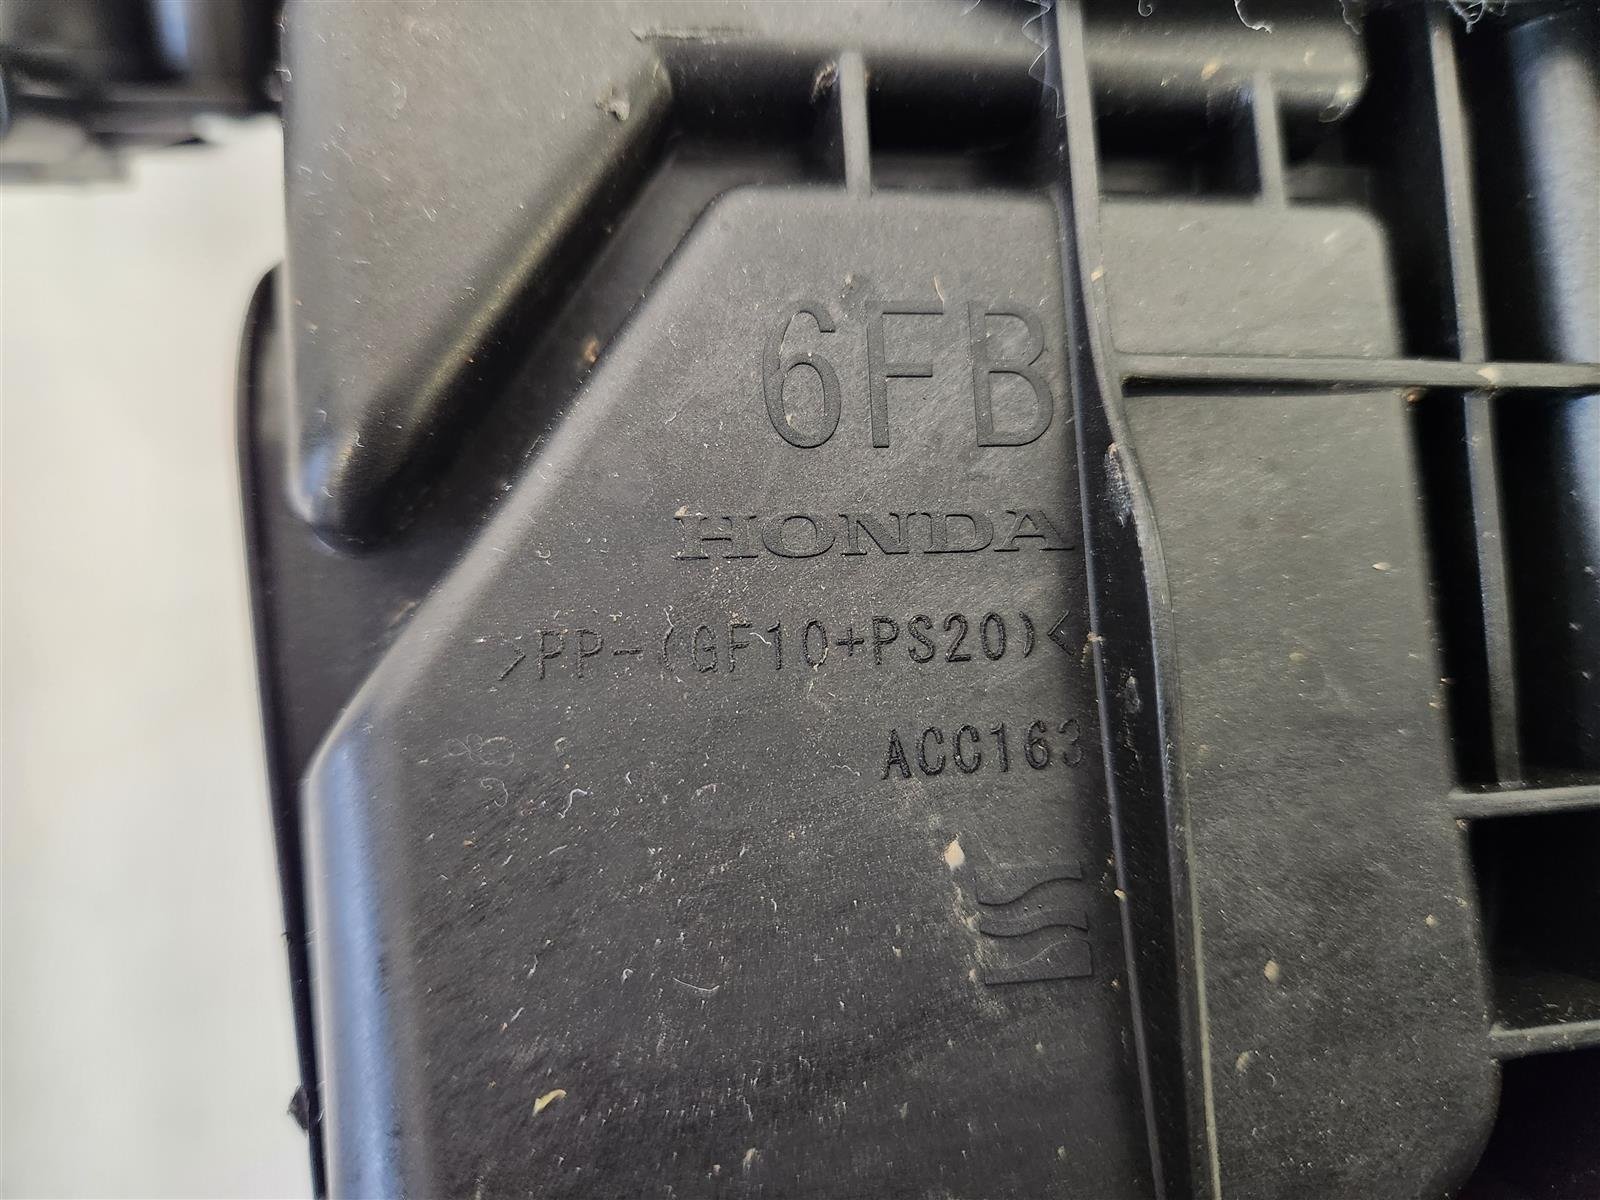 6FB
HONDA
>PP-(GF10+PS20)<
ACC163